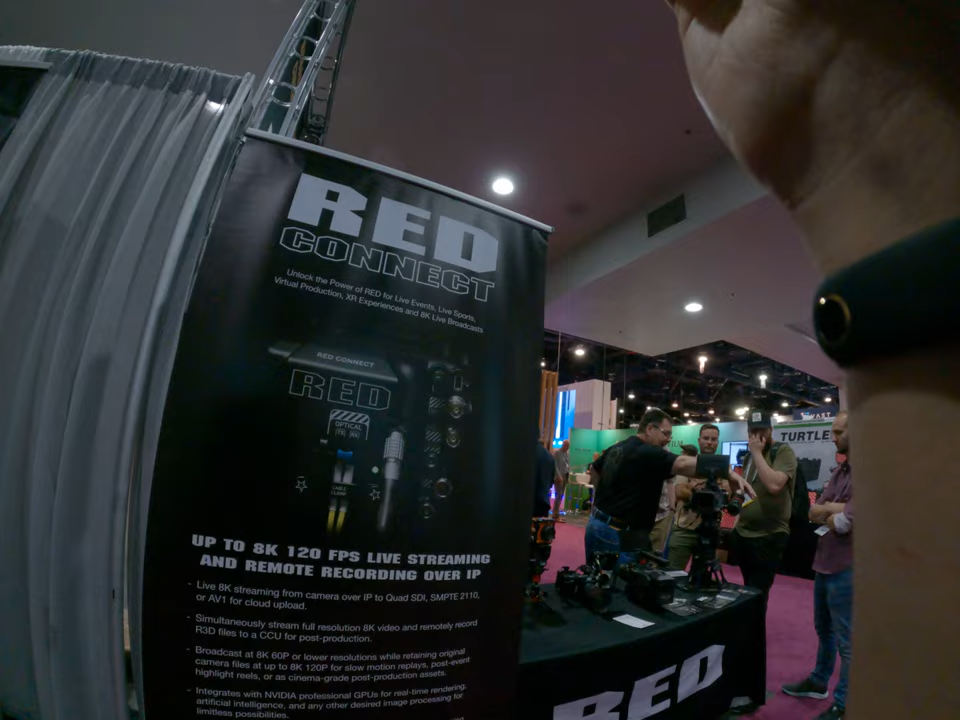 RED
CONNECT
Unlock the Power of RED for Live Events, Live Sports,
Virtual Production, XR Experiences and 8K Live Broadcasts
RED CONNECT
RED
OPTICAL
UP TO 8K 120 FPS LIVE STREAMING
AND REMOTE RECORDING OVER IP
- Live 8K streaming from camera over IP to Quad SDI, SMPTE 2110,
or AV1 for cloud upload.
- Simultaneously stream full resolution 8K video and remotely record
R3D files to a CCU for post-production.
- Broadcast at 8K 60P or lower resolutions while retaining original
camera files at up to 8K 120P for slow motion replays, post-event
highlight reels, or as cinema-grade post-production assets.
- Integrates with NVIDIA professional GPUs for real-time rendering,
artificial intelligence, and any other desired image processing for
limitless possibilities.
VAST
TURTLE
RED